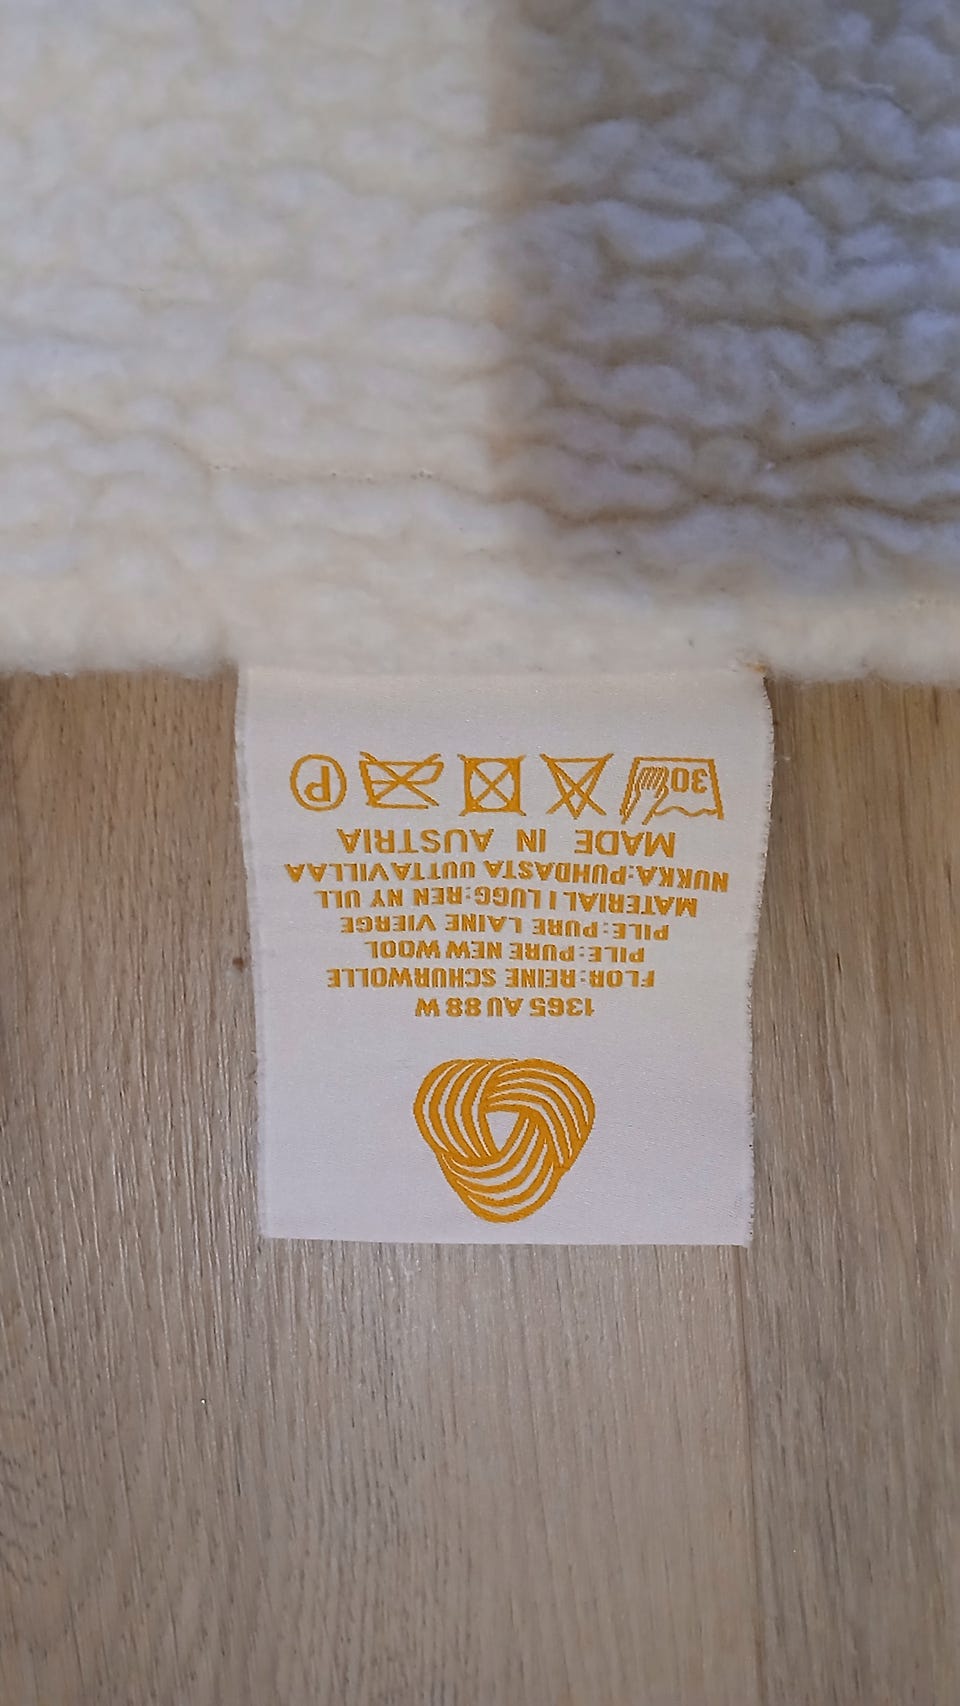 1365 AU 88 W
FLOR:REINE SCHURWOLLE
PILE:PURE NEW WOOL
PILE:PURE LAINE VIERGE
MATERIAL I LUGG:REN NY ULL
NUKKA:PUHDASTA UUTTAVILLAA
MADE IN AUSTRIA
30 P